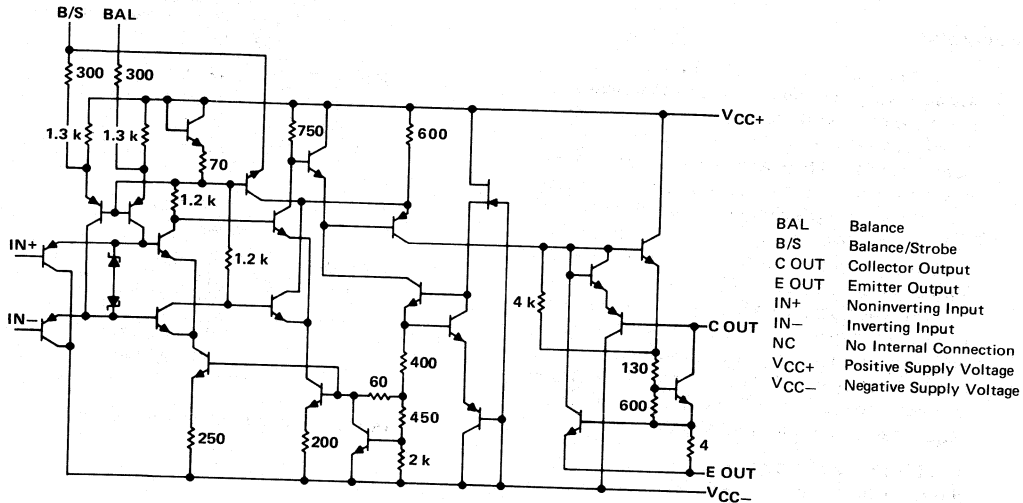 B/S BAL
300 300
1.3 k 1.3 k
70
750
600
VCC+
1.2 k
IN+
1.2 k
IN−
4 k
C OUT
400
130
60
600
450
250
200
2 k
4
E OUT
VCC−
BAL Balance
B/S Balance/Strobe
C OUT Collector Output
E OUT Emitter Output
IN+ Noninverting Input
IN− Inverting Input
NC No Internal Connection
VCC+ Positive Supply Voltage
VCC− Negative Supply Voltage